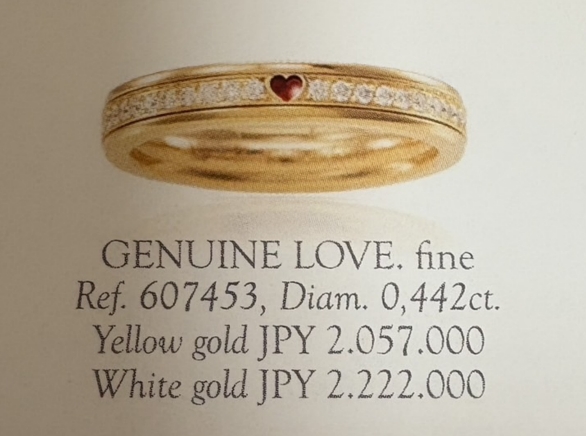 GENUINE LOVE. fine
Ref. 607453, Diam. 0,442ct.
Yellow gold JPY 2.057.000
White gold JPY 2.222.000